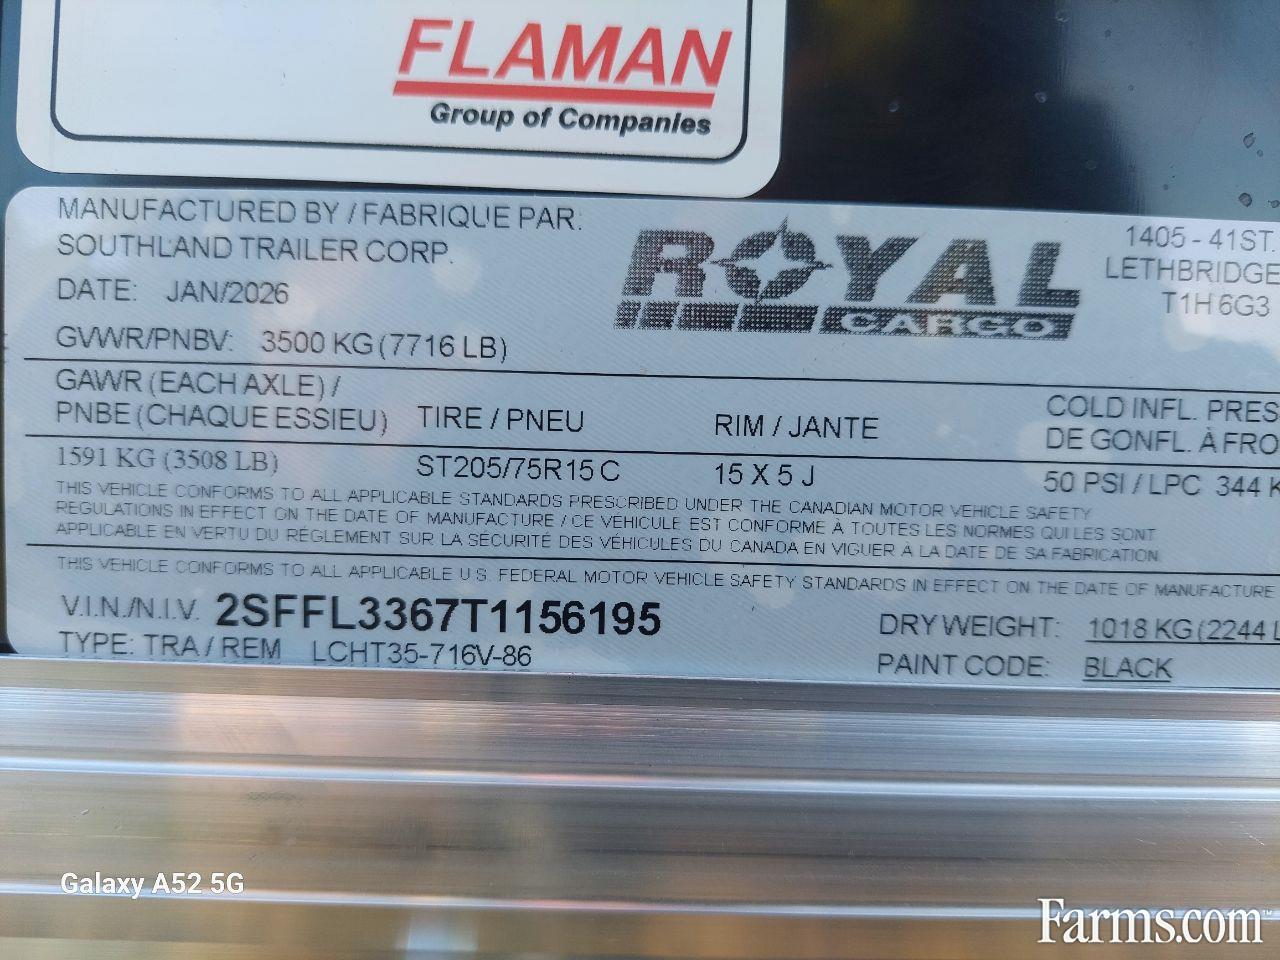 FLAMAN
Group of Companies
MANUFACTURED BY / FABRIQUE PAR:
SOUTHLAND TRAILER CORP.
DATE: JAN/2026
GVWR/PNBV: 3500 KG (7716 LB)
ROYAL
CARGO
1405 - 41ST.
LETHBRIDGE
T1H 6G3
GAWR (EACH AXLE) /
PNBE (CHAQUE ESSIEU)
TIRE / PNEU
RIM / JANTE
COLD INFL. PRES
DE GONFL. À FRO
1591 KG (3508 LB)
ST205/75R15 C
15 X 5 J
50 PSI / LPC 344 K
THIS VEHICLE CONFORMS TO ALL APPLICABLE STANDARDS PRESCRIBED UNDER THE CANADIAN MOTOR VEHICLE SAFETY
REGULATIONS IN EFFECT ON THE DATE OF MANUFACTURE / CE VÉHICULE EST CONFORME À TOUTES LES NORMES QUI LES SONT
APPLICABLE EN VERTU DU RÉGLEMENT SUR LA SÉCURITÉ DES VÉHICULES DU CANADA EN VIGUER À LA DATE DE SA FABRICATION.
THIS VEHICLE CONFORMS TO ALL APPLICABLE U.S. FEDERAL MOTOR VEHICLE SAFETY STANDARDS IN EFFECT ON THE DATE OF MANUFACTURE
V.I.N./N.I.V. 2SFFL3367T1156195
DRY WEIGHT: 1018 KG (2244 L
TYPE: TRA / REM LCHT35-716V-86
PAINT CODE: BLACK
Galaxy A52 5G
Farms.com™